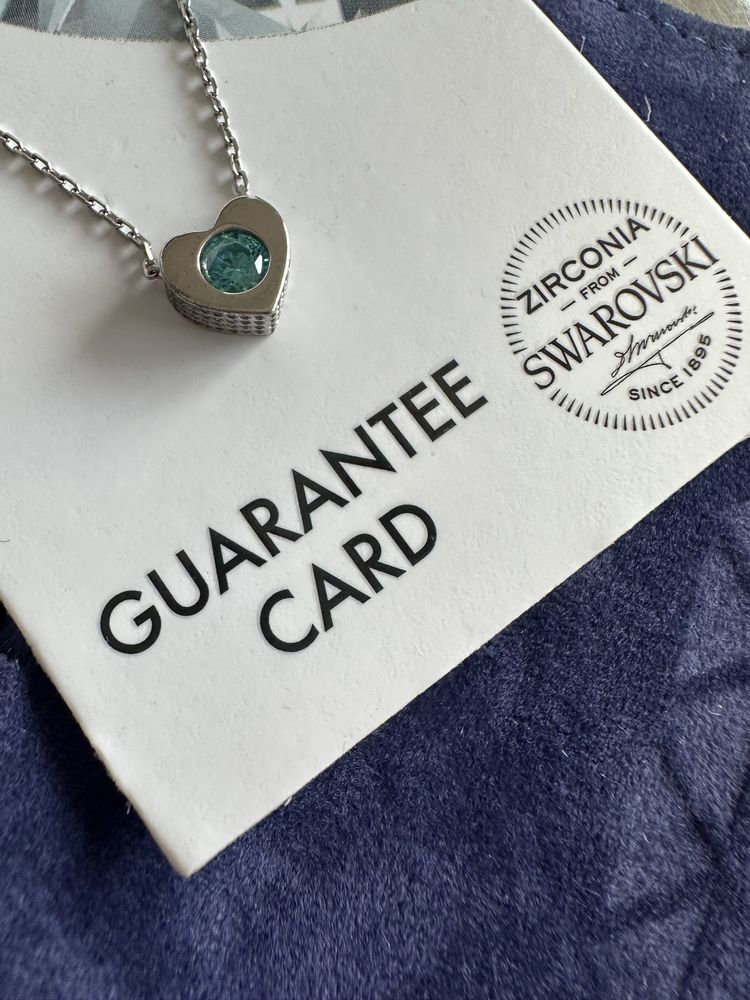 ZIRCONIA
— FROM —
SWAROVSKI
SINCE 1895
GUARANTEE
CARD